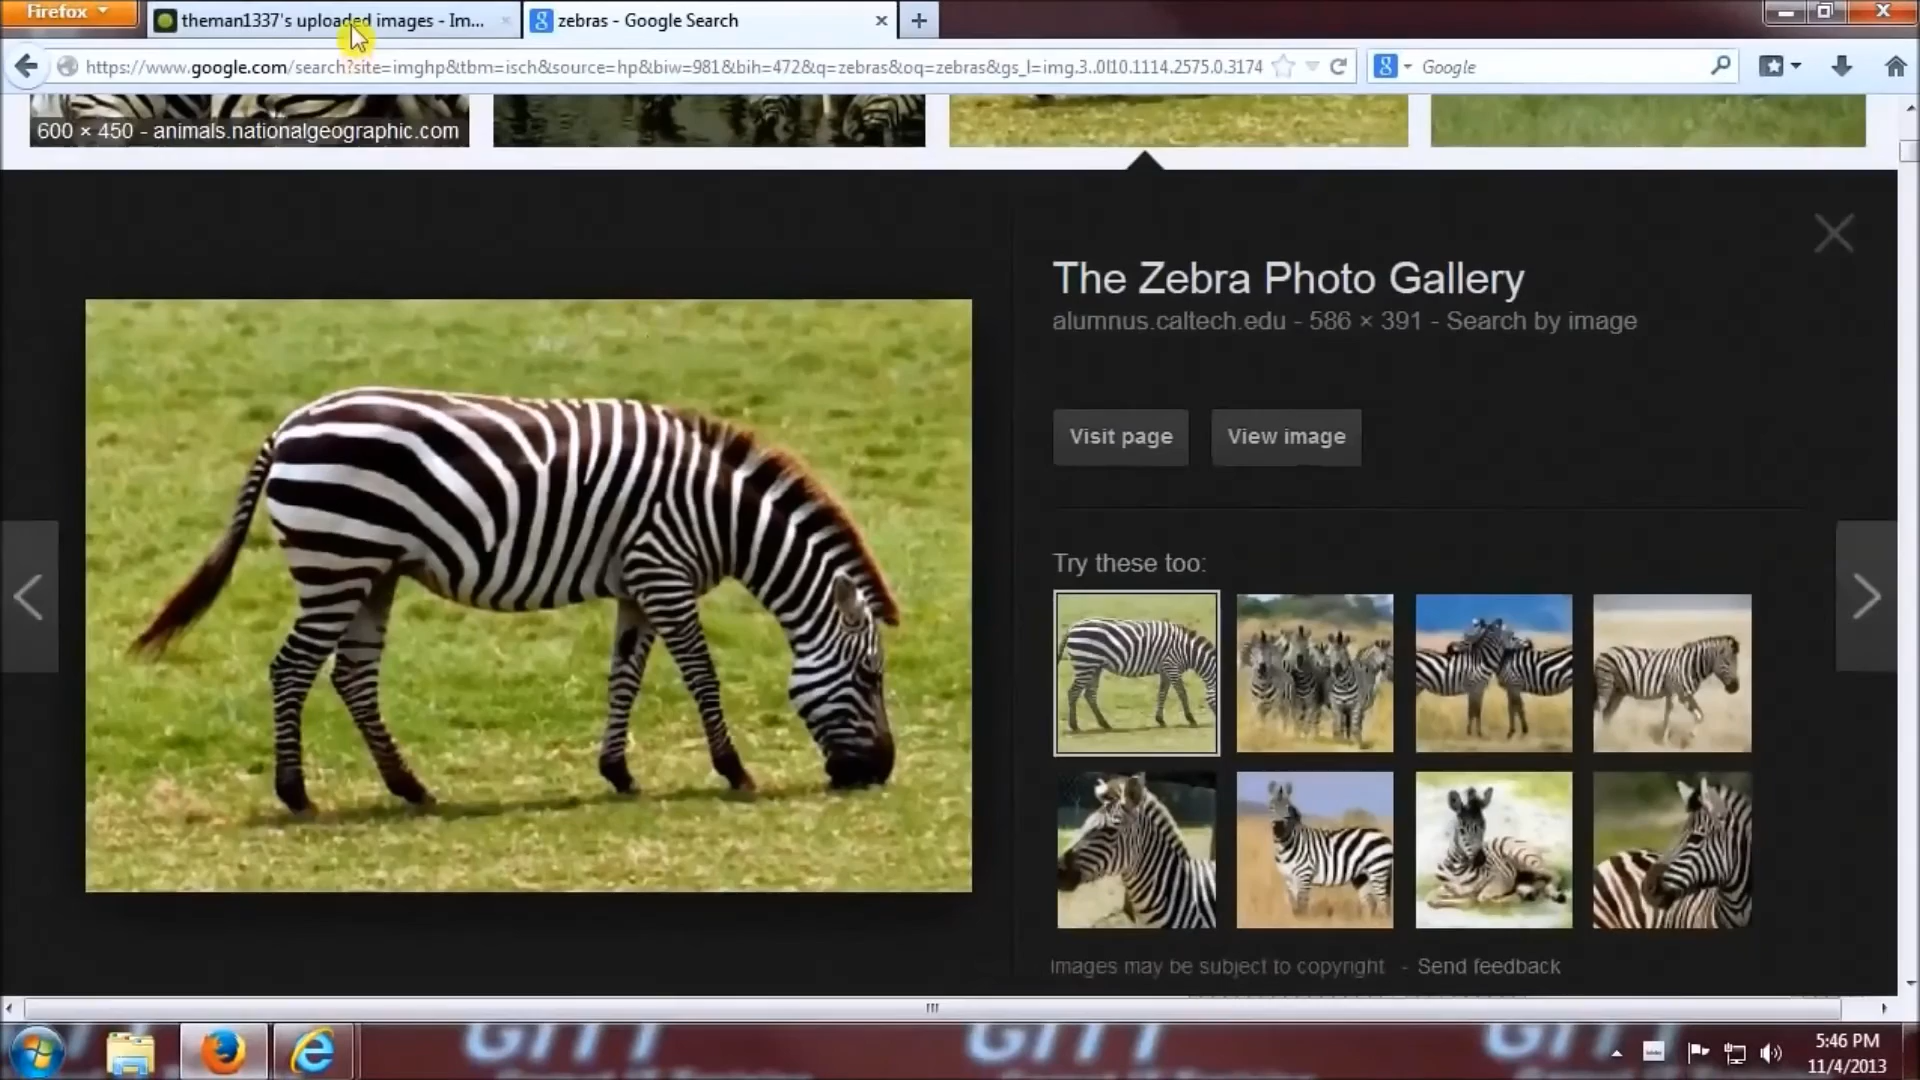 Firefox
theman1337's uploaded images - Im...
zebras - Google Search
https://www.google.com/search?site=imghp&tbm=isch&source=hp&biw=981&bih=472&q=zebras&oq=zebras&gs_l=img.3..0l10.1114.2575.0.3174
Google
600 × 450 - animals.nationalgeographic.com
The Zebra Photo Gallery
alumnus.caltech.edu - 586 × 391 - Search by image
Visit page
View image
Try these too:
Images may be subject to copyright - Send feedback
5:46 PM
11/4/2013